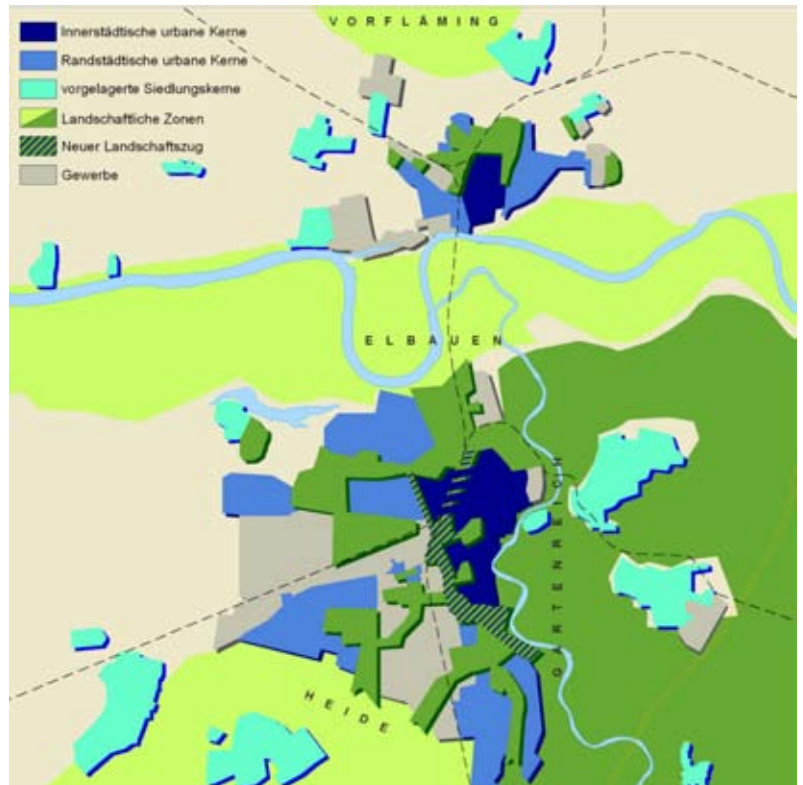 VORFLÄMING
Innerstädtische urbane Kerne
Randstädtische urbane Kerne
vorgelagerte Siedlungskerne
Landschaftliche Zonen
Neuer Landschaftszug
Gewerbe
ELBAUEN
GARTENREICH
HEIDE